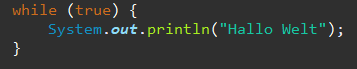 while (true) {
    System.out.println("Hallo Welt");
}